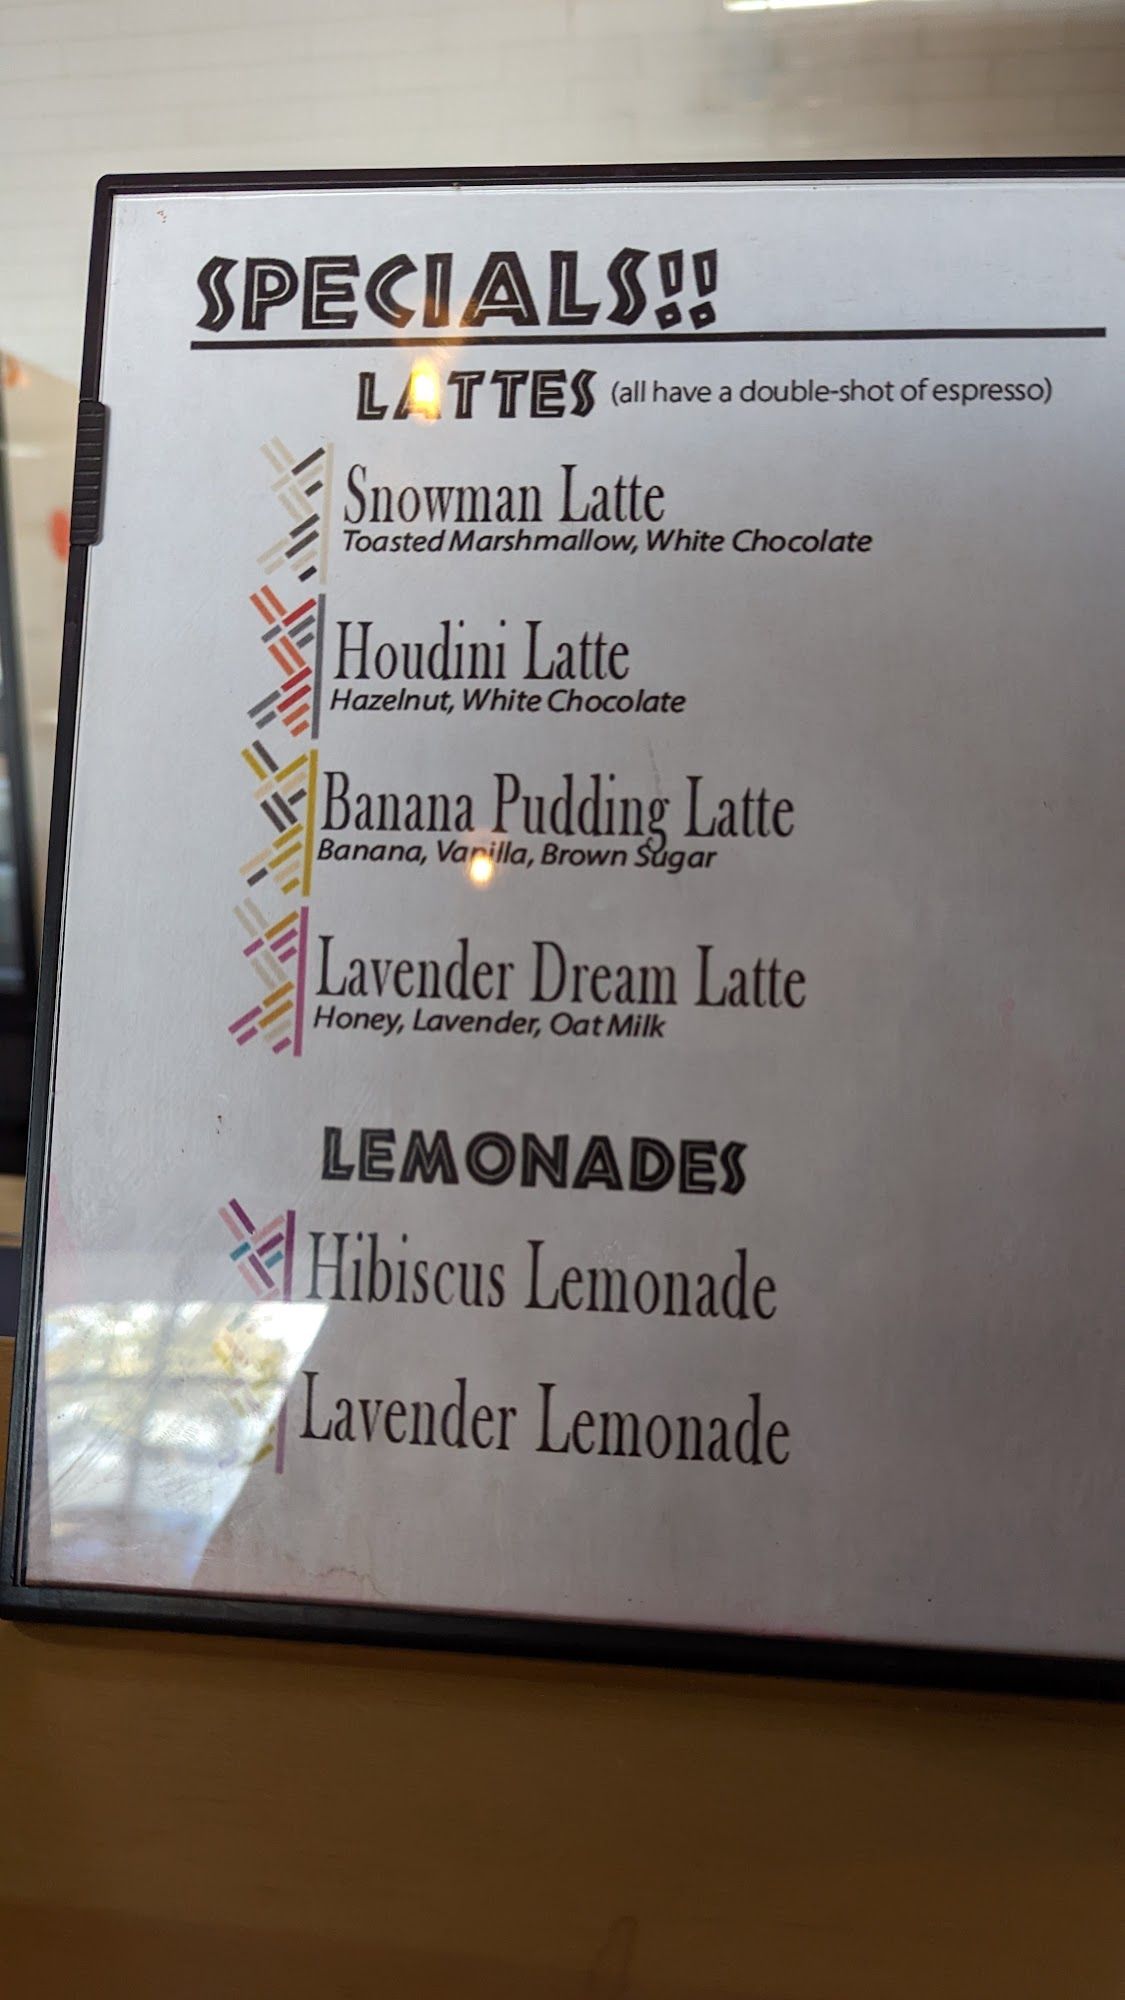 SPECIALS!!
LATTES (all have a double-shot of espresso)
Snowman Latte
Toasted Marshmallow, White Chocolate
Houdini Latte
Hazelnut, White Chocolate
Banana Pudding Latte
Banana, Vanilla, Brown Sugar
Lavender Dream Latte
Honey, Lavender, Oat Milk
LEMONADES
Hibiscus Lemonade
Lavender Lemonade